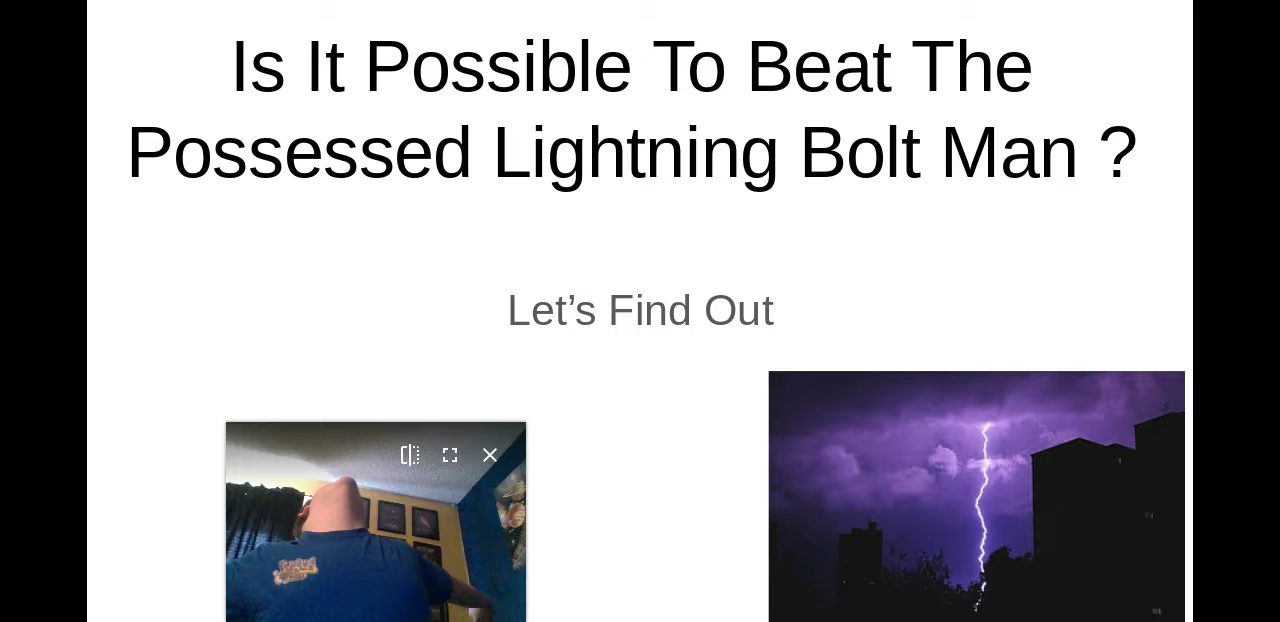 Is It Possible To Beat The
Possessed Lightning Bolt Man ?
Let’s Find Out